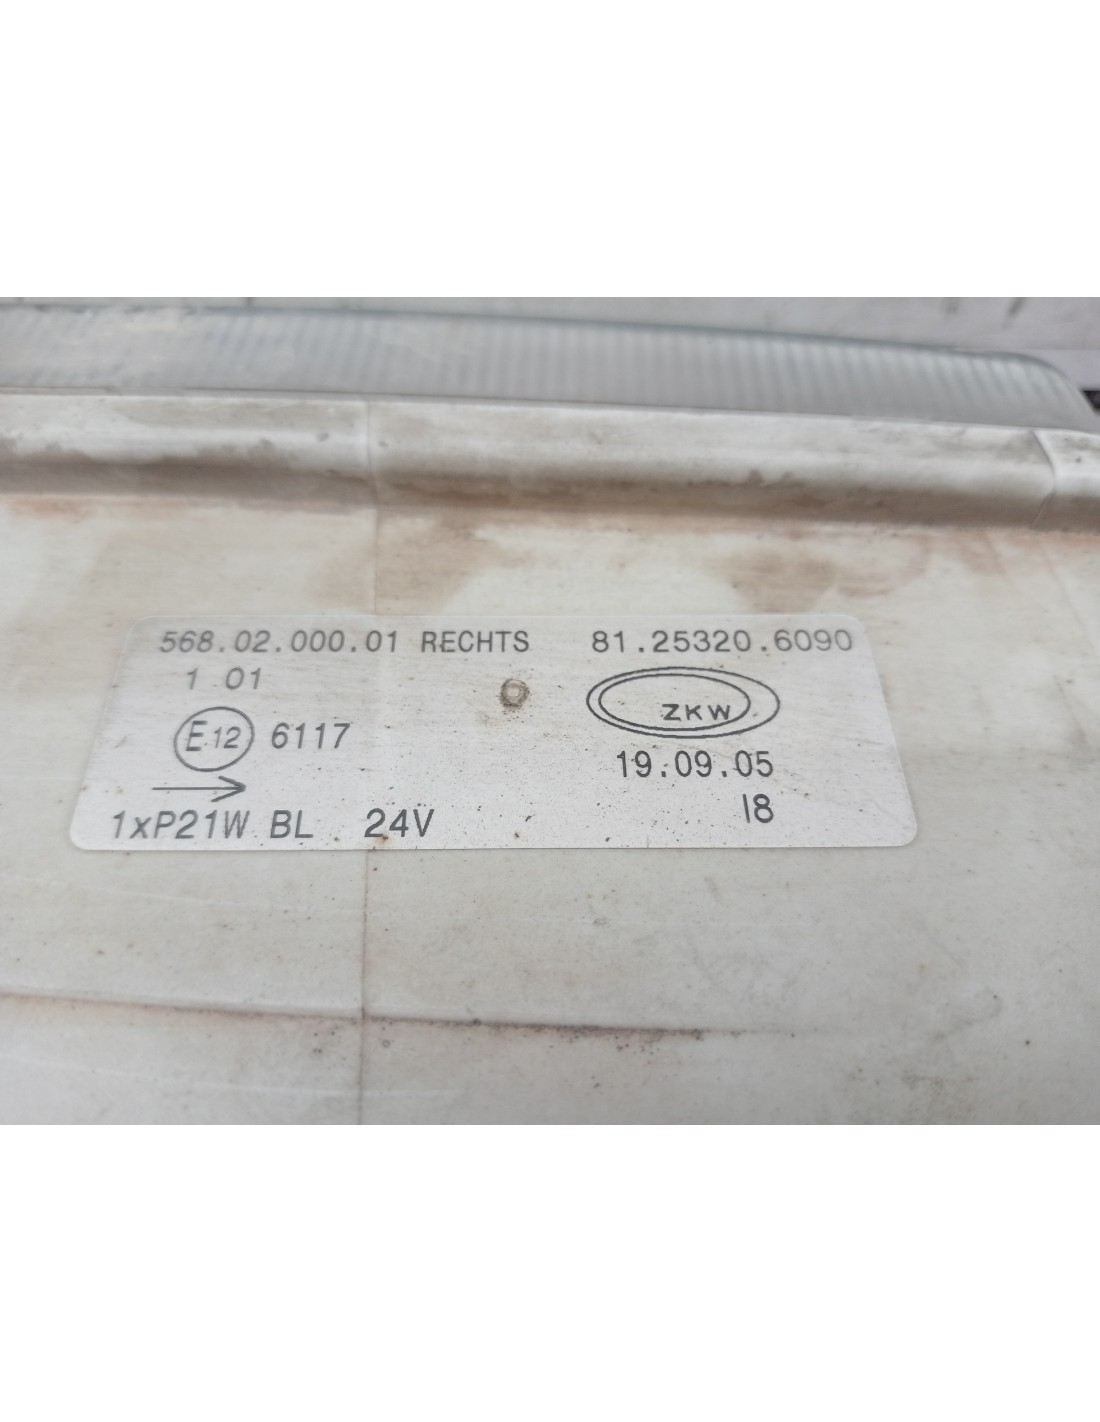 568.02.000.01 RECHTS 81.25320.6090
1 01
ZKW
E12 6117
19.09.05
1xP21W BL 24V
18